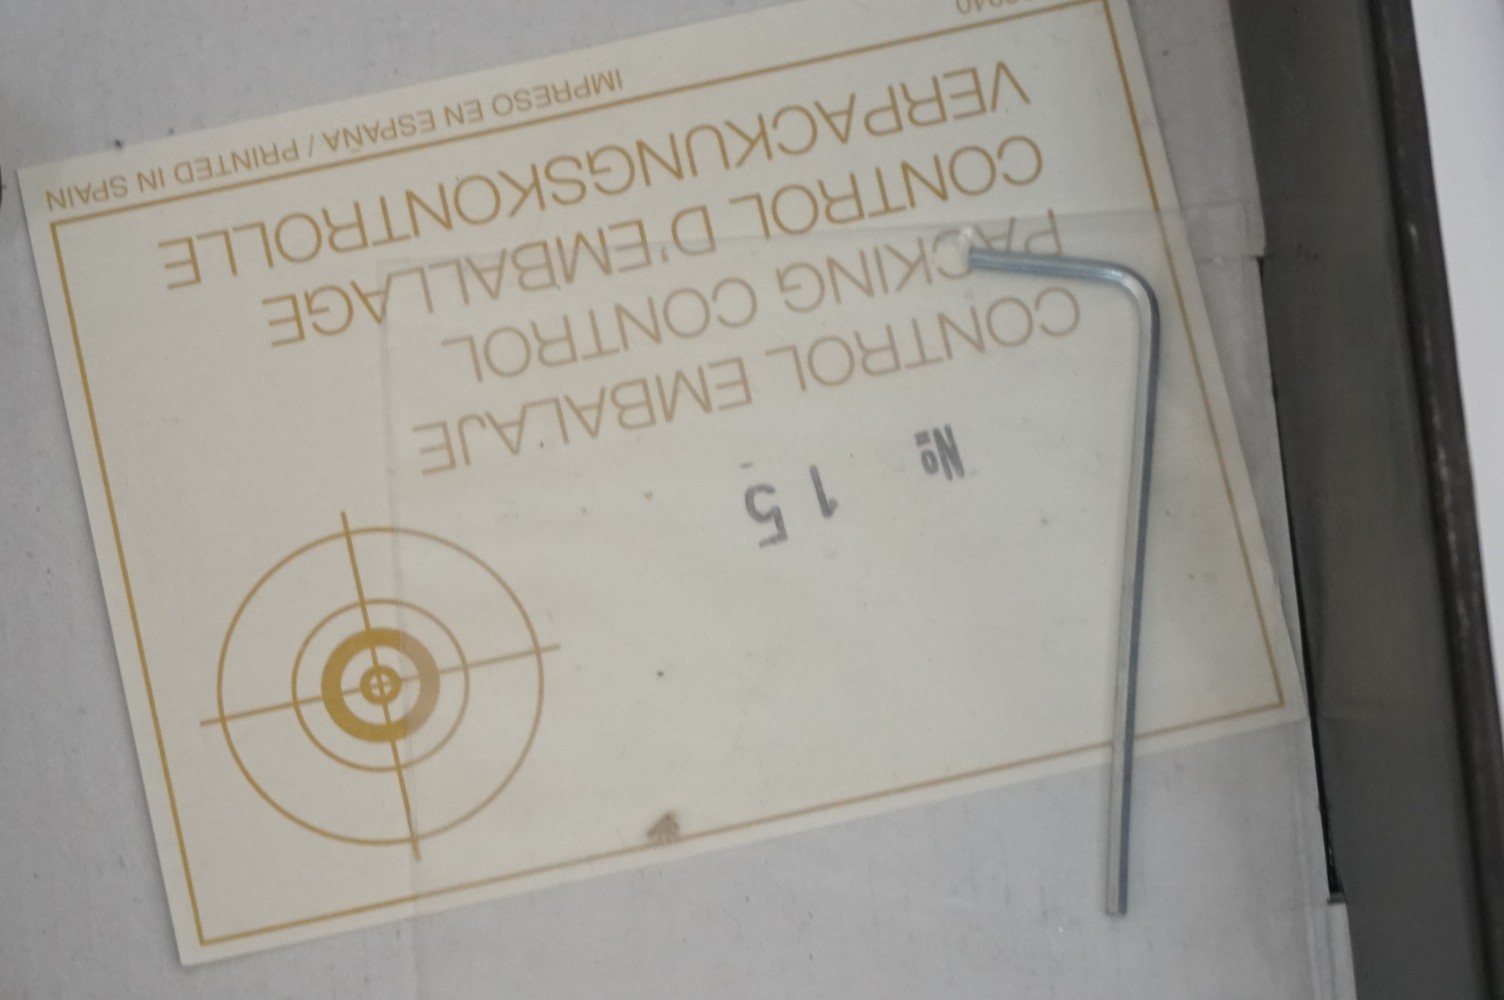 Nº 15
CONTROL EMBALAJE
PACKING CONTROL
CONTROL D'EMBALLAGE
VERPACKUNGSKONTROLLE
IMPRESO EN ESPAÑA / PRINTED IN SPAIN